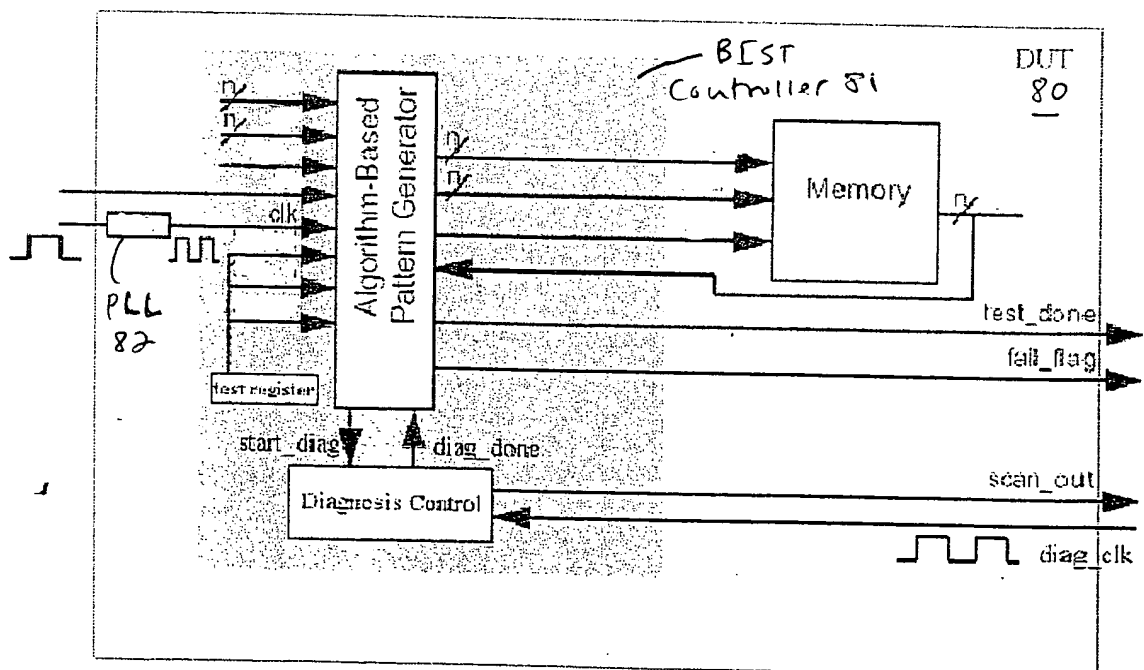 BIST
Controller 81
DUT
80
n
n
Algorithm-Based
Pattern Generator
n
n
Memory
n
clk
PLL
82
test register
test_done
fail_flag
start_diag
diag_done
Diagnosis Control
scan_out
diag_clk